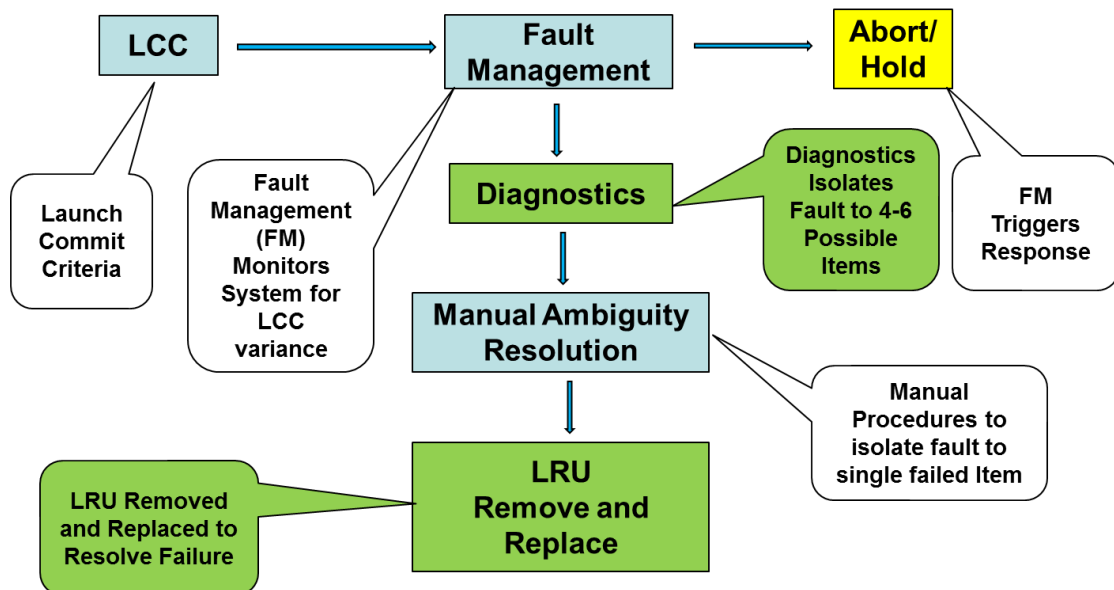 LCC
Fault
Management
Abort/
Hold
Launch
Commit
Criteria
Fault
Management
(FM)
Monitors
System for
LCC
variance
Diagnostics
Diagnostics
Isolates
Fault to 4-6
Possible
Items
FM
Triggers
Response
Manual Ambiguity
Resolution
Manual
Procedures to
isolate fault to
single failed Item
LRU
Remove and
Replace
LRU Removed
and Replaced to
Resolve Failure